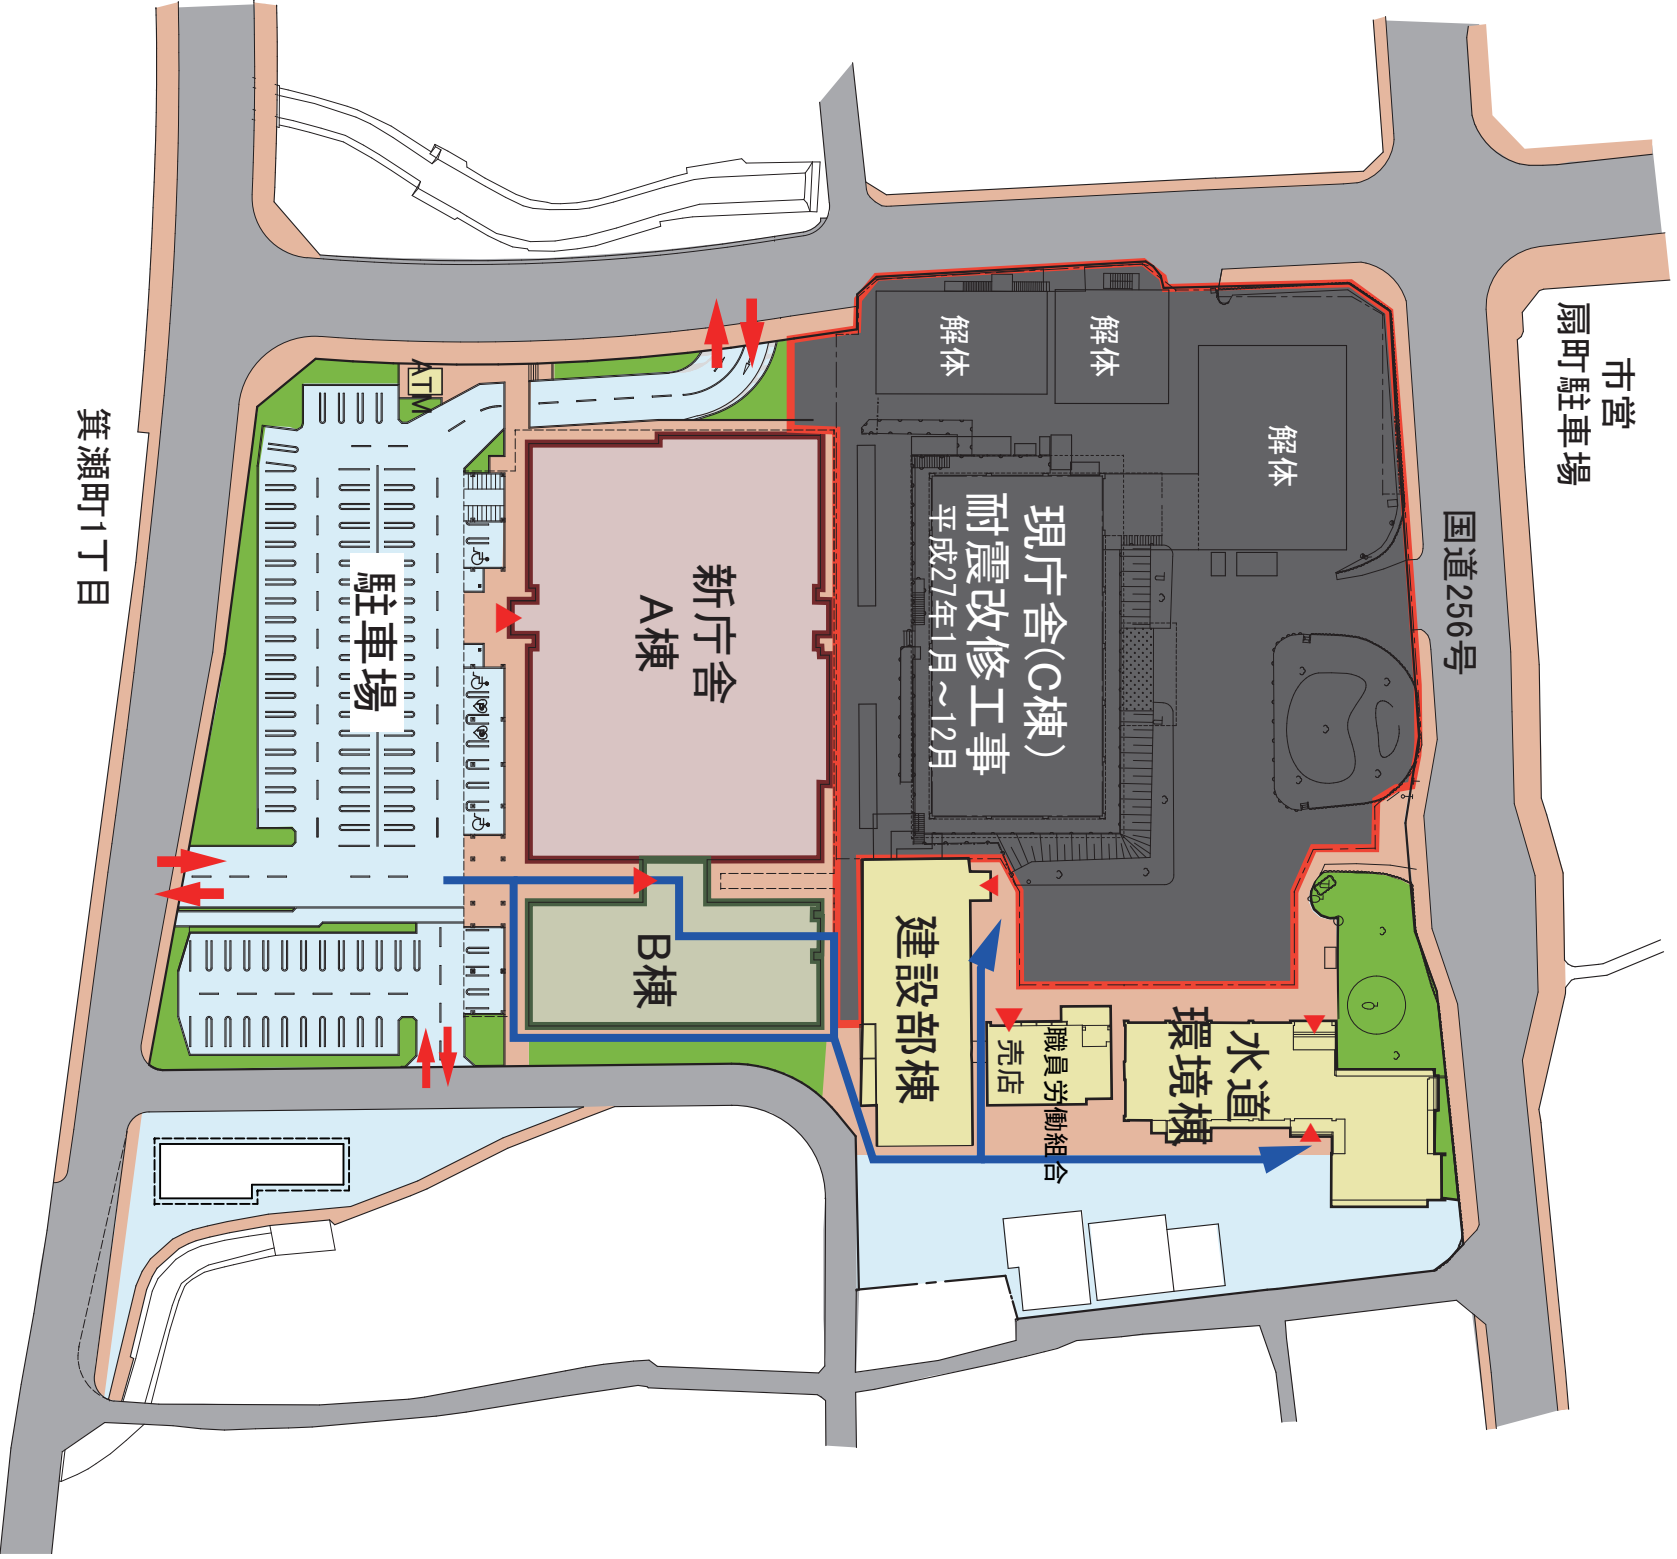 市営
扇町駐車場
国道256号
解体
解体
解体
現庁舎(C棟)
耐震改修工事
平成27年1月～12月
新庁舎
A棟
B棟
ATM
駐車場
箕瀬町1丁目
建設部棟
売店
職員労働組合
水道
環境棟